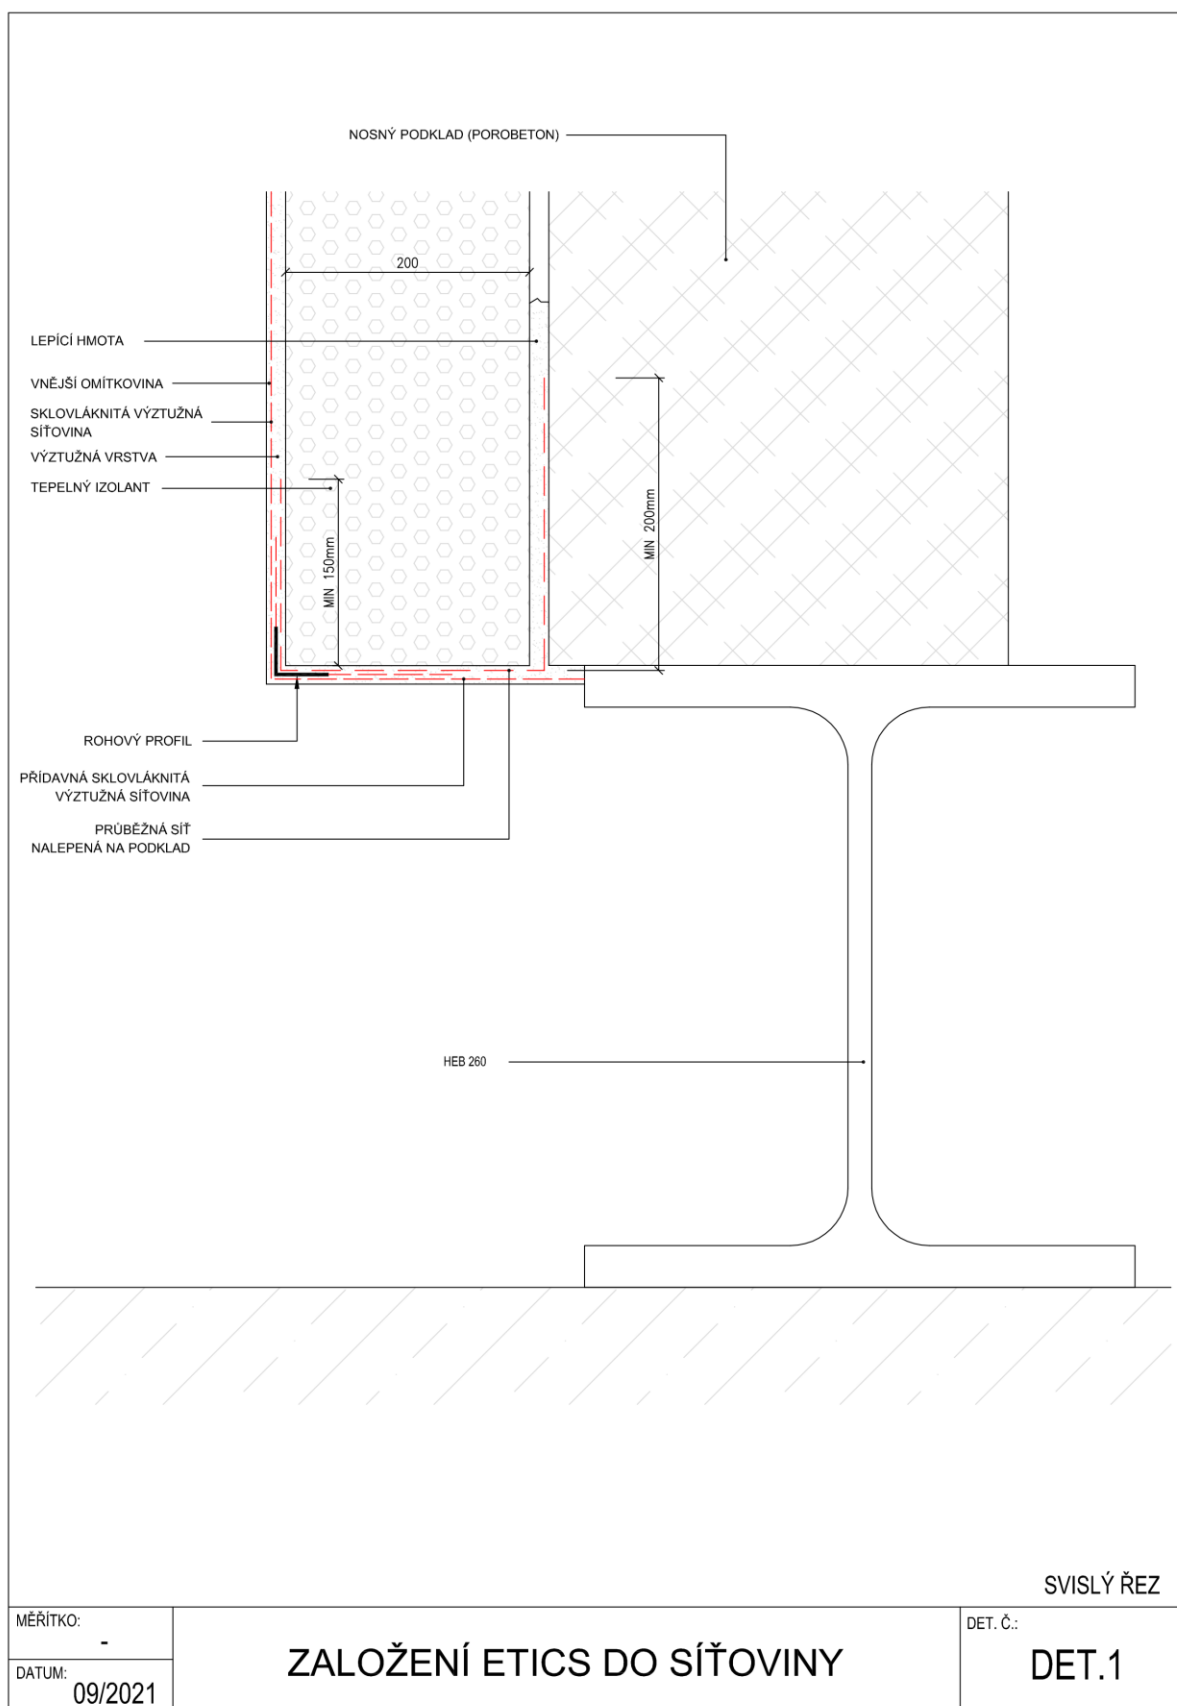 NOSNÝ PODKLAD (POROBETON)
200
LEPÍCÍ HMOTA
VNĚJŠÍ OMÍTKOVINA
SKLOVLÁKNITÁ VÝZTUŽNÁ
SÍŤOVINA
VÝZTUŽNÁ VRSTVA
TEPELNÝ IZOLANT
MIN 150mm
MIN 200mm
ROHOVÝ PROFIL
PŘÍDAVNÁ SKLOVLÁKNITÁ
VÝZTUŽNÁ SÍŤOVINA
PRŮBĚŽNÁ SÍŤ
NALEPENÁ NA PODKLAD
HEB 260
SVISLÝ ŘEZ
MĚŘÍTKO:
-
DATUM:
09/2021
ZALOŽENÍ ETICS DO SÍŤOVINY
DET. Č.:
DET.1